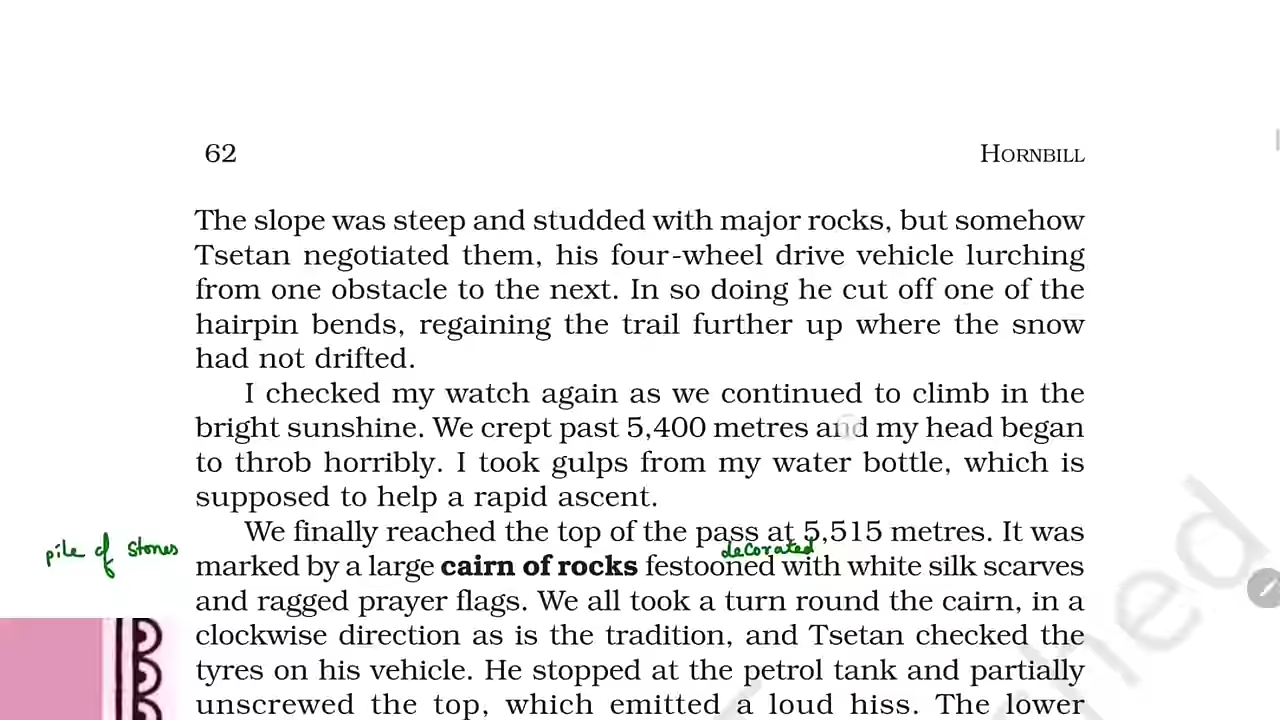 62
HORNBILL
The slope was steep and studded with major rocks, but somehow
Tsetan negotiated them, his four-wheel drive vehicle lurching
from one obstacle to the next. In so doing he cut off one of the
hairpin bends, regaining the trail further up where the snow
had not drifted.
I checked my watch again as we continued to climb in the
bright sunshine. We crept past 5,400 metres and my head began
to throb horribly. I took gulps from my water bottle, which is
supposed to help a rapid ascent.
We finally reached the top of the pass at 5,515 metres. It was
pile of stones
decorated
marked by a large cairn of rocks festooned with white silk scarves
and ragged prayer flags. We all took a turn round the cairn, in a
clockwise direction as is the tradition, and Tsetan checked the
tyres on his vehicle. He stopped at the petrol tank and partially
unscrewed the top, which emitted a loud hiss. The lower